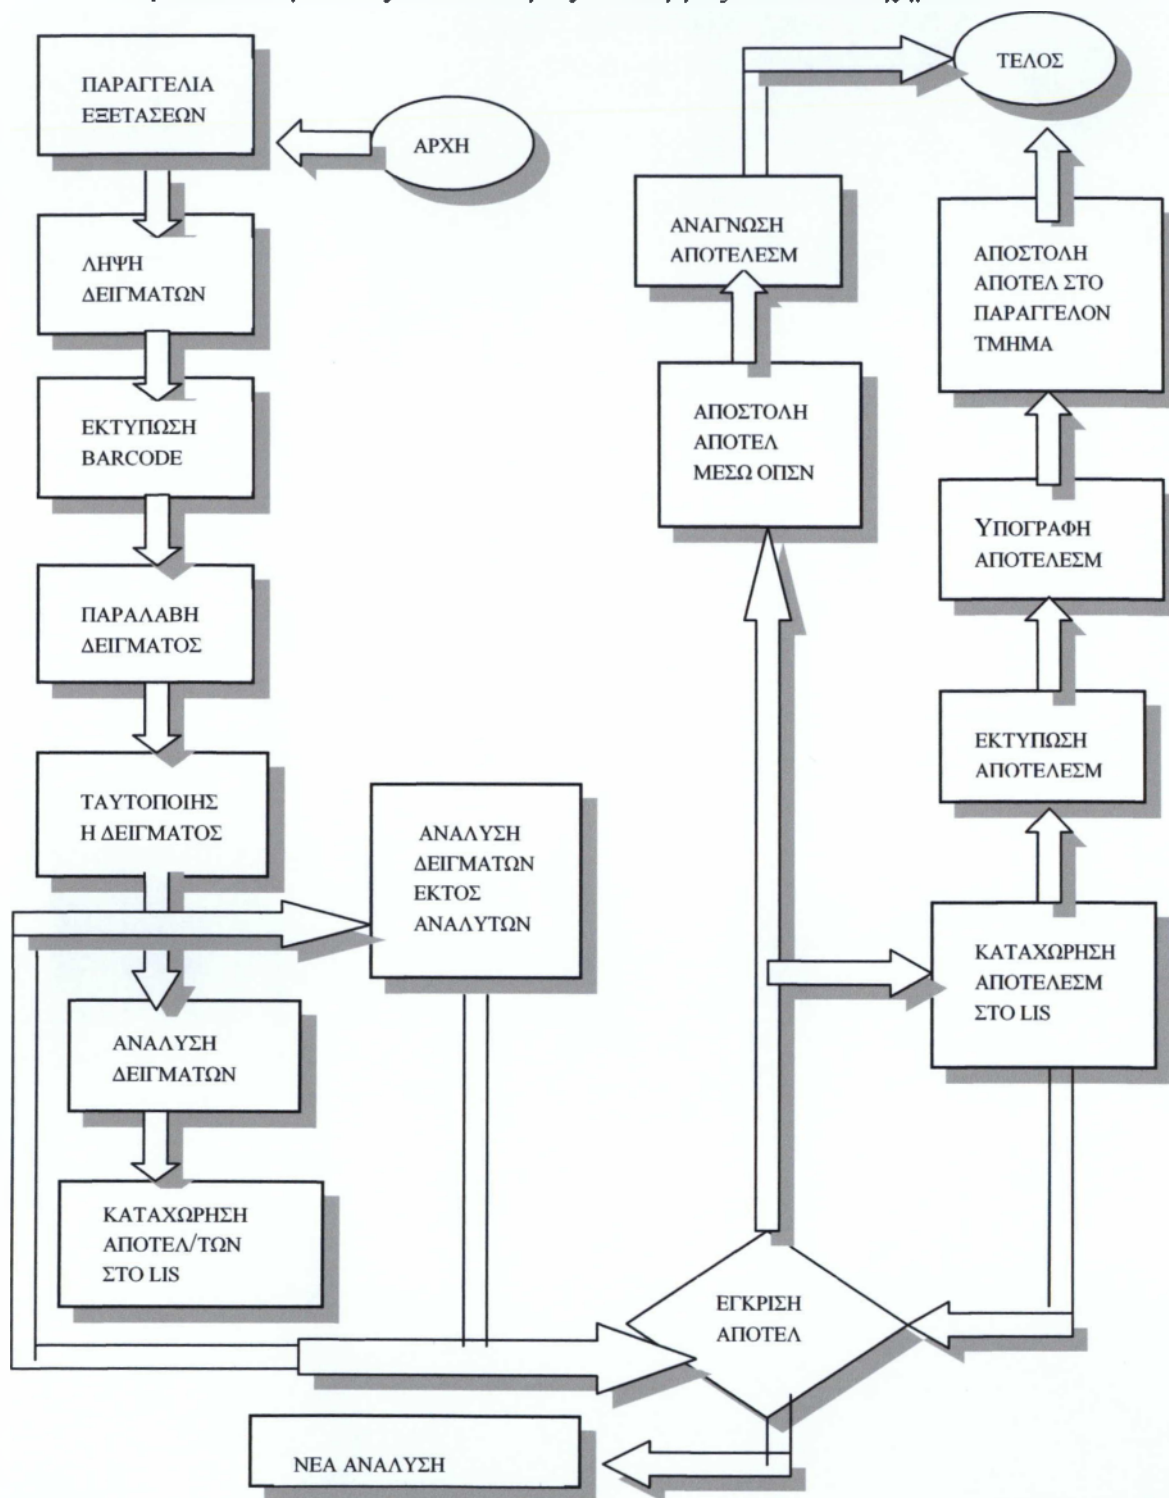 ΠΑΡΑΓΓΕΛΙΑ
ΕΞΕΤΑΣΕΩΝ
ΑΡΧΗ
ΛΗΨΗ
ΔΕΙΓΜΑΤΩΝ
ΕΚΤΥΠΩΣΗ
BARCODE
ΠΑΡΑΛΑΒΗ
ΔΕΙΓΜΑΤΟΣ
ΤΑΥΤΟΠΟΙΗΣ
Η ΔΕΙΓΜΑΤΟΣ
ΑΝΑΛΥΣΗ
ΔΕΙΓΜΑΤΩΝ
ΕΚΤΟΣ
ΑΝΑΛΥΤΩΝ
ΑΝΑΛΥΣΗ
ΔΕΙΓΜΑΤΩΝ
ΚΑΤΑΧΩΡΗΣΗ
ΑΠΟΤΕΛ/ΤΩΝ
ΣΤΟ LIS
ΝΕΑ ΑΝΑΛΥΣΗ
ΕΓΚΡΙΣΗ
ΑΠΟΤΕΛ
ΑΠΟΣΤΟΛΗ
ΑΠΟΤΕΛ
ΜΕΣΩ ΟΠΣΝ
ΑΝΑΓΝΩΣΗ
ΑΠΟΤΕΛΕΣΜ
ΤΕΛΟΣ
ΑΠΟΣΤΟΛΗ
ΑΠΟΤΕΛ ΣΤΟ
ΠΑΡΑΓΓΕΛΟΝ
ΤΜΗΜΑ
ΥΠΟΓΡΑΦΗ
ΑΠΟΤΕΛΕΣΜ
ΕΚΤΥΠΩΣΗ
ΑΠΟΤΕΛΕΣΜ
ΚΑΤΑΧΩΡΗΣΗ
ΑΠΟΤΕΛΕΣΜ
ΣΤΟ LIS